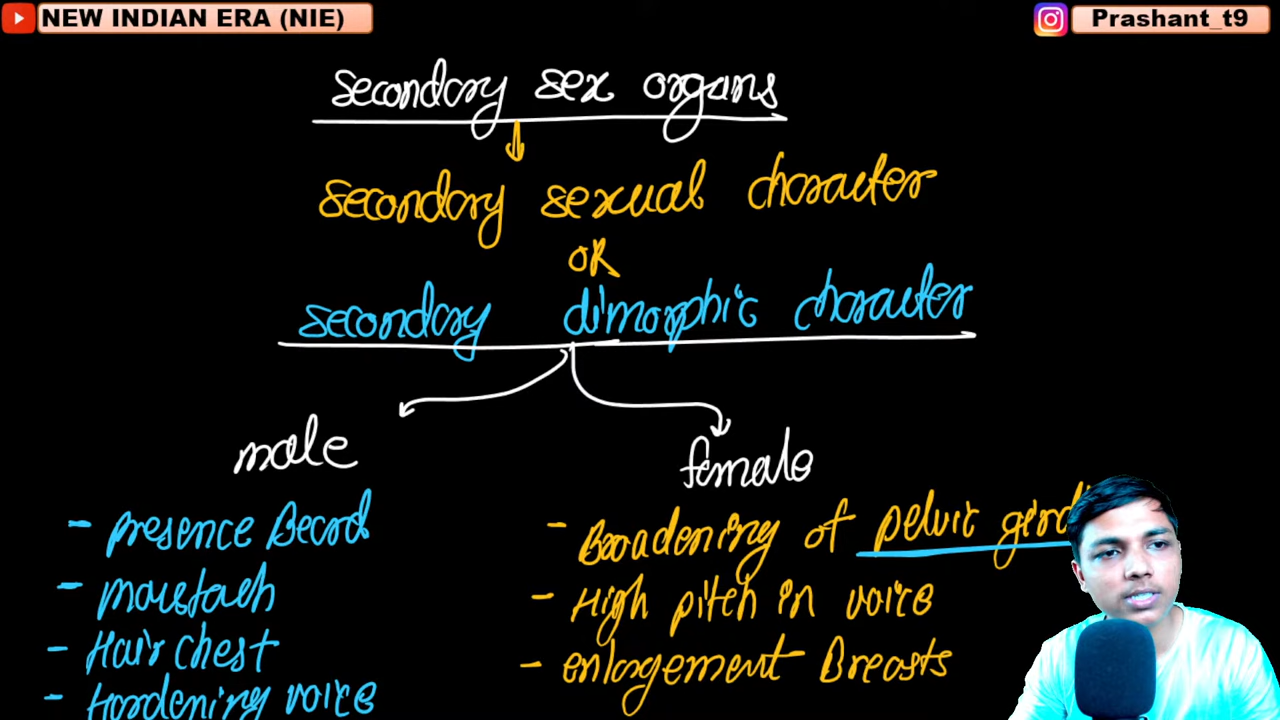 NEW INDIAN ERA (NIE)
Prashant_t9
secondary sex organs
secondary sexual character
OR
secondary dimorphic character
male
female
- presence Beard
- moustach
- Hair chest
- Hardening voice
- Broadening of pelvic
- High pitch in voice
- enlargement Breasts